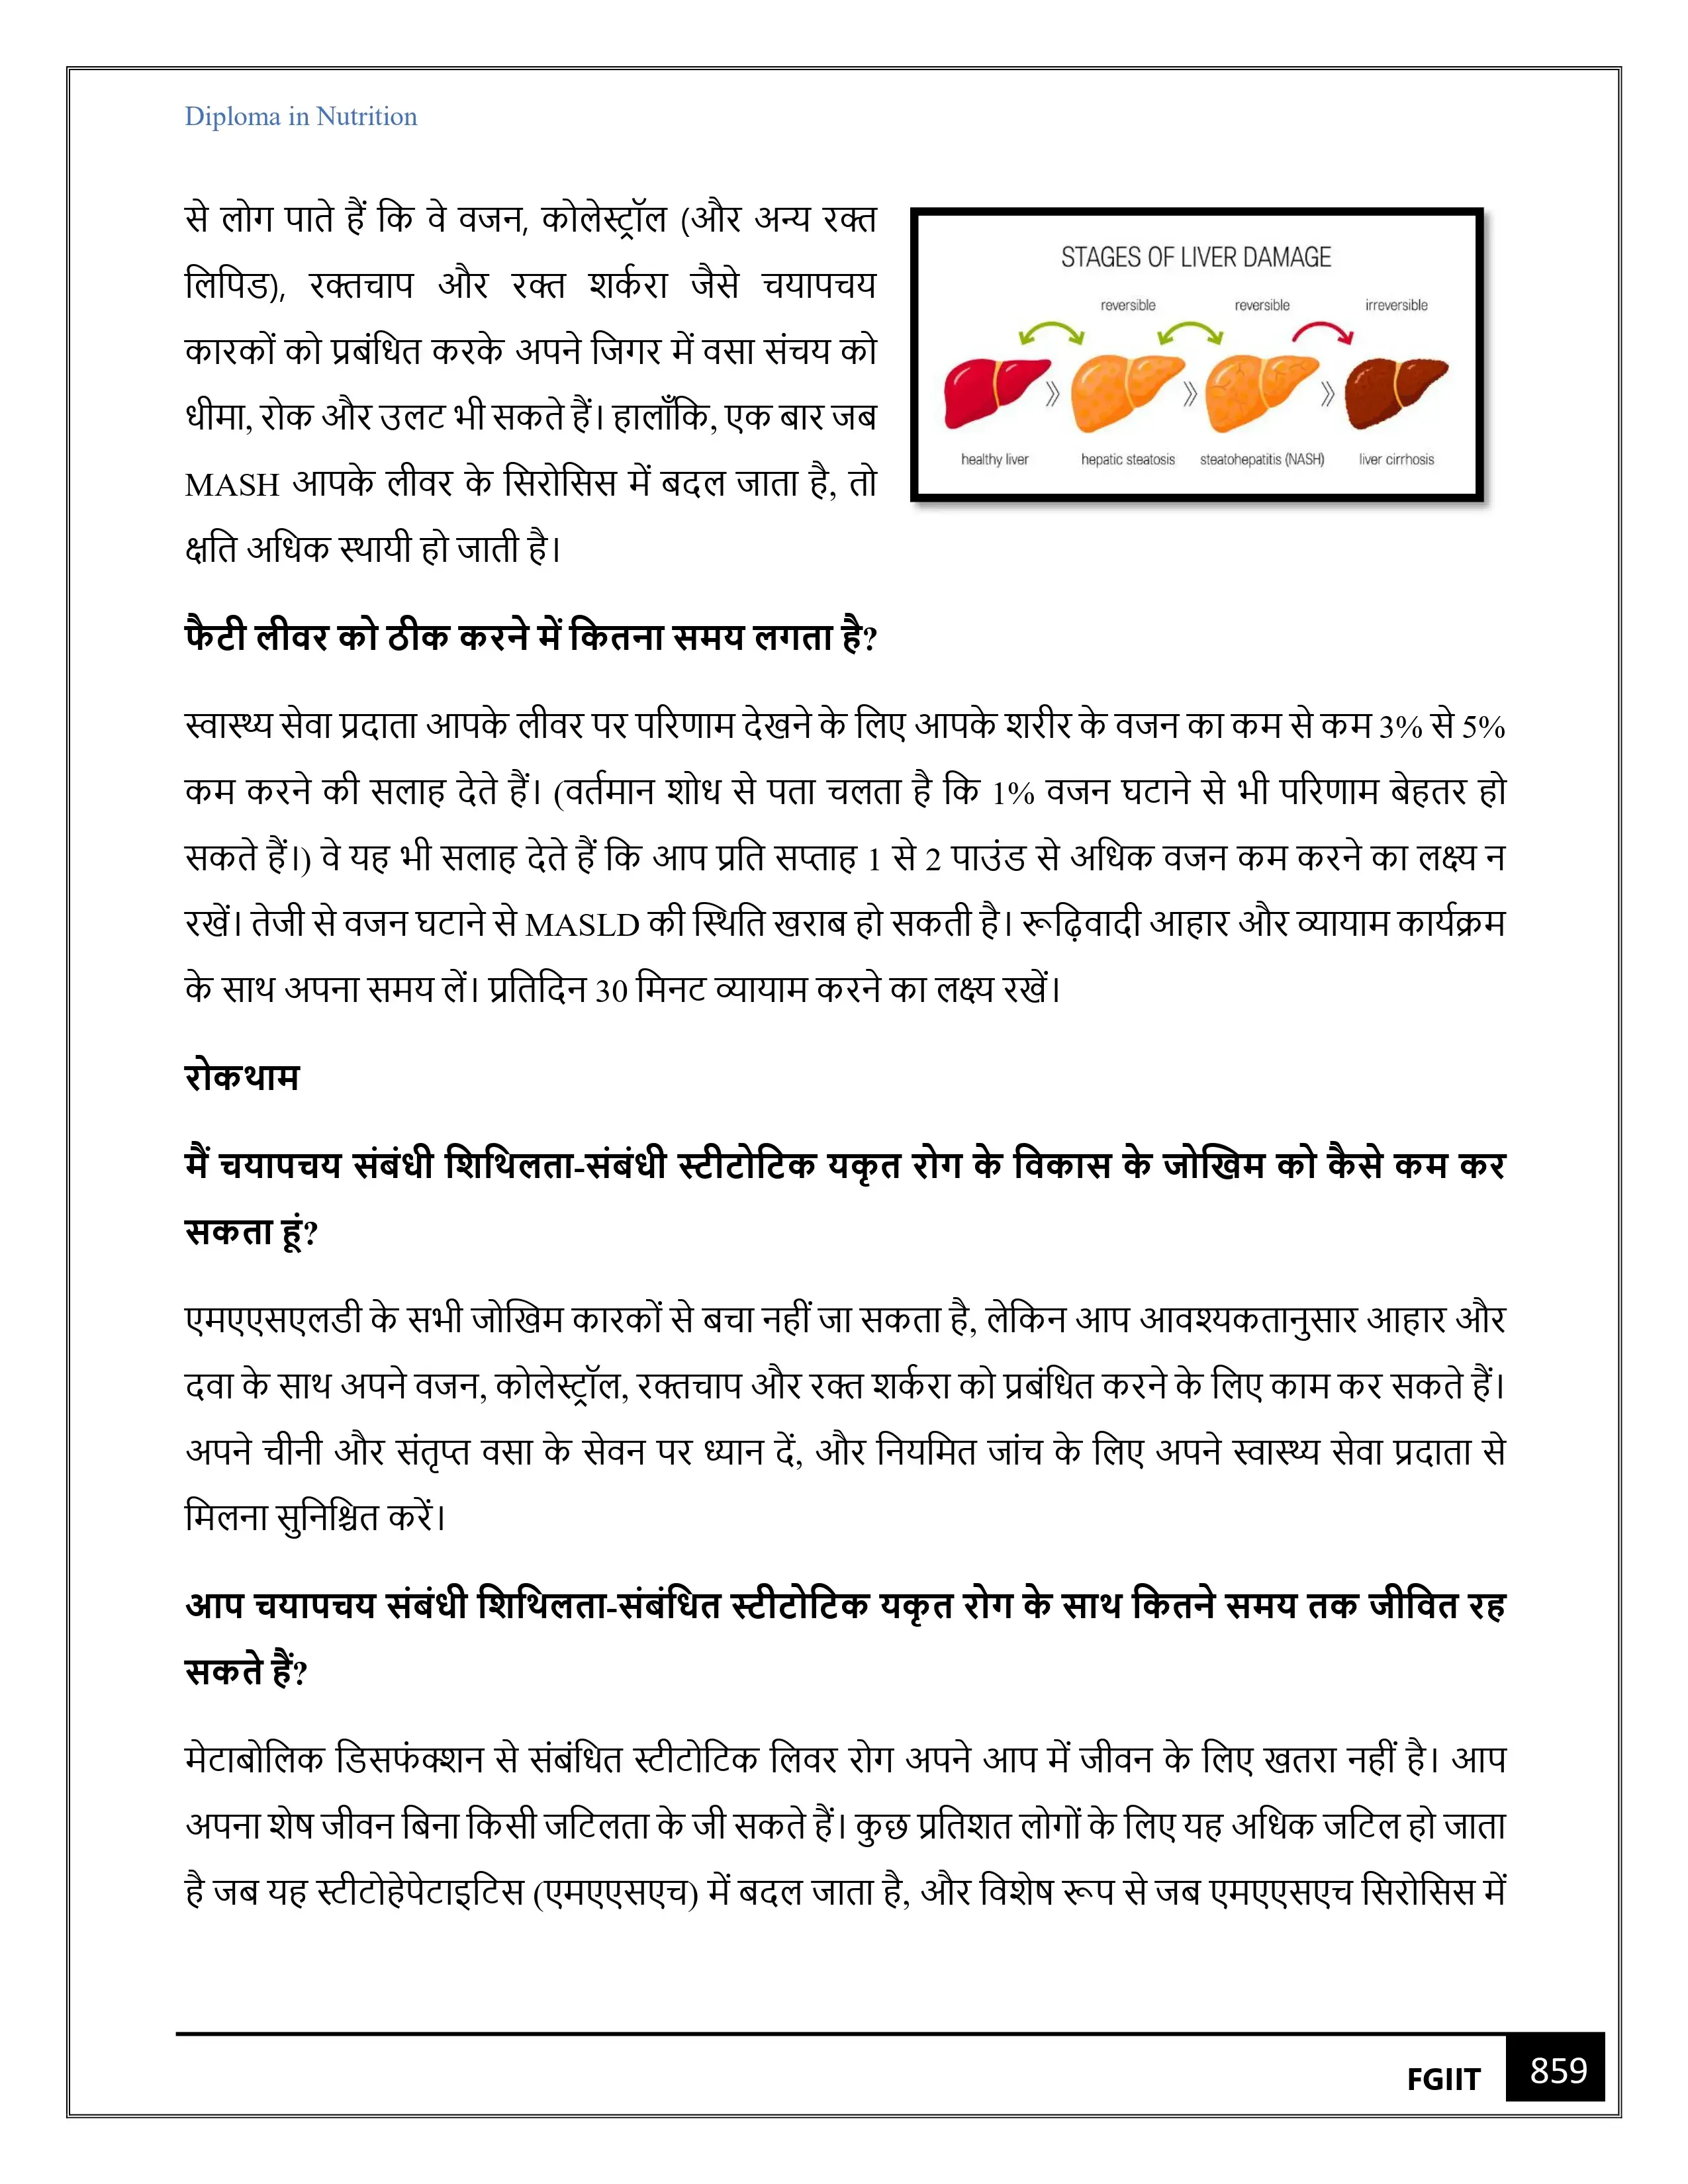 Diploma in Nutrition
से लोग पाते हैं कि वे वजन, कोलेस्ट्रॉल (और अन्य रक्त
लिपिड), रक्तचाप और रक्त शर्करा जैसे चयापचय
कारकों को प्रबंधित करके अपने जिगर में वसा संचय को
धीमा, रोक और उलट भी सकते हैं। हालाँकि, एक बार जब
MASH आपके लीवर के सिरोसिस में बदल जाता है, तो
क्षति अधिक स्थायी हो जाती है।
STAGES OF LIVER DAMAGE
reversible reversible irreversible
healthy liver hepatic steatosis steatohepatitis (NASH) liver cirrhosis
फैटी लीवर को ठीक करने में कितना समय लगता है?
स्वास्थ्य सेवा प्रदाता आपके लीवर पर परिणाम देखने के लिए आपके शरीर के वजन का कम से कम 3% से 5%
कम करने की सलाह देते हैं। (वर्तमान शोध से पता चलता है कि 1% वजन घटाने से भी परिणाम बेहतर हो
सकते हैं।) वे यह भी सलाह देते हैं कि आप प्रति सप्ताह 1 से 2 पाउंड से अधिक वजन कम करने का लक्ष्य न
रखें। तेजी से वजन घटाने से MASLD की स्थिति खराब हो सकती है। रूढ़िवादी आहार और व्यायाम कार्यक्रम
के साथ अपना समय लें। प्रतिदिन 30 मिनट व्यायाम करने का लक्ष्य रखें।
रोकथाम
मैं चयापचय संबंधी शिथिलता-संबंधी स्टीटोटिक यकृत रोग के विकास के जोखिम को कैसे कम कर
सकता हूं?
एमएएसएलडी के सभी जोखिम कारकों से बचा नहीं जा सकता है, लेकिन आप आवश्यकतानुसार आहार और
दवा के साथ अपने वजन, कोलेस्ट्रॉल, रक्तचाप और रक्त शर्करा को प्रबंधित करने के लिए काम कर सकते हैं।
अपने चीनी और संतृप्त वसा के सेवन पर ध्यान दें, और नियमित जांच के लिए अपने स्वास्थ्य सेवा प्रदाता से
मिलना सुनिश्चित करें।
आप चयापचय संबंधी शिथिलता-संबंधित स्टीटोटिक यकृत रोग के साथ कितने समय तक जीवित रह
सकते हैं?
मेटाबोलिक डिसफंक्शन से संबंधित स्टीटोटिक लिवर रोग अपने आप में जीवन के लिए खतरा नहीं है। आप
अपना शेष जीवन बिना किसी जटिलता के जी सकते हैं। कुछ प्रतिशत लोगों के लिए यह अधिक जटिल हो जाता
है जब यह स्टीटोहेपेटाइटिस (एमएएसएच) में बदल जाता है, और विशेष रूप से जब एमएएसएच सिरोसिस में
FGIIT 859